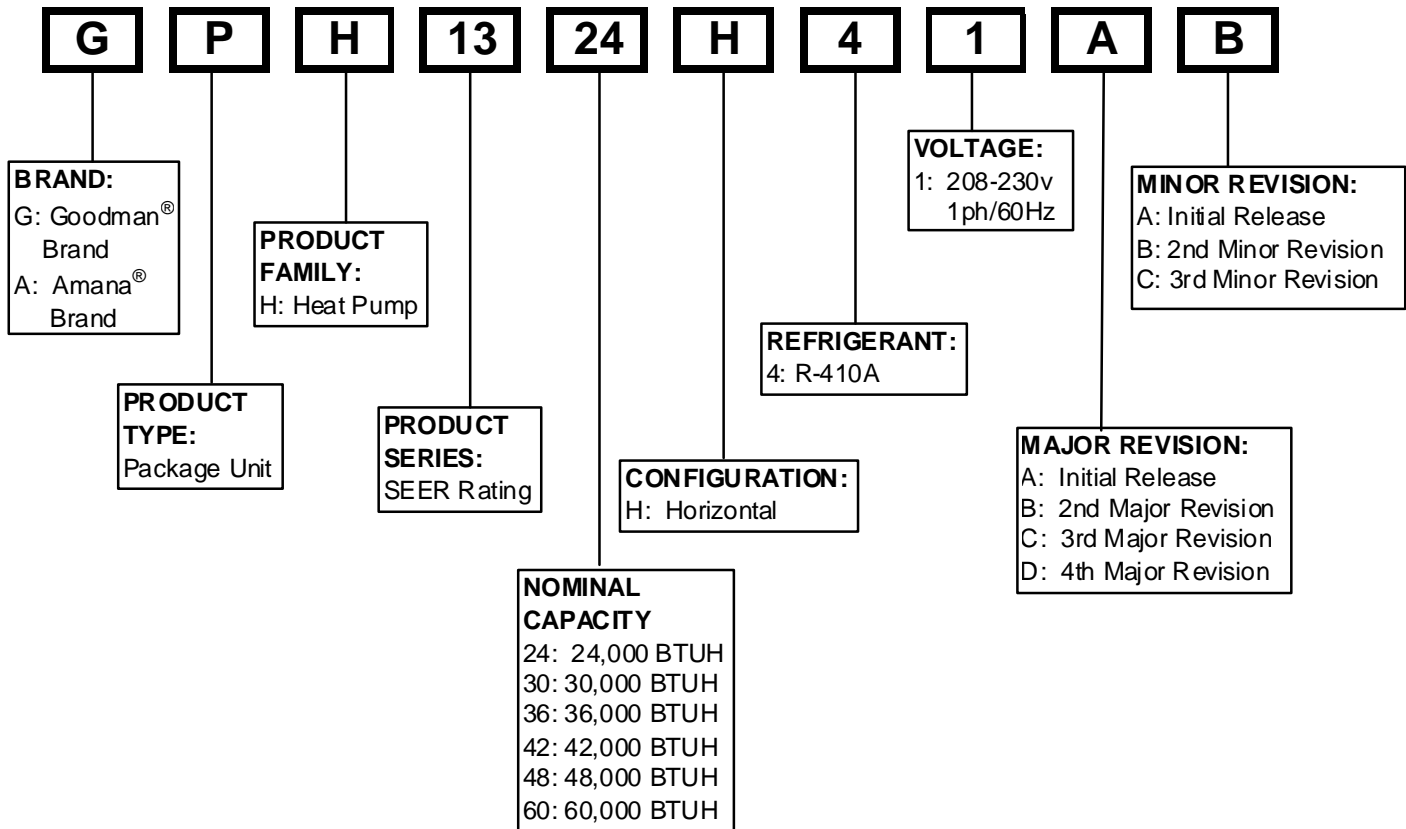 G P H 13 24 H 4 1 A B
BRAND:
G: Goodman®
Brand
A: Amana®
Brand
PRODUCT
TYPE:
Package Unit
PRODUCT
FAMILY:
H: Heat Pump
PRODUCT
SERIES:
SEER Rating
NOMINAL
CAPACITY
24: 24,000 BTUH
30: 30,000 BTUH
36: 36,000 BTUH
42: 42,000 BTUH
48: 48,000 BTUH
60: 60,000 BTUH
CONFIGURATION:
H: Horizontal
REFRIGERANT:
4: R-410A
VOLTAGE:
1: 208-230v
1ph/60Hz
MAJOR REVISION:
A: Initial Release
B: 2nd Major Revision
C: 3rd Major Revision
D: 4th Major Revision
MINOR REVISION:
A: Initial Release
B: 2nd Minor Revision
C: 3rd Minor Revision